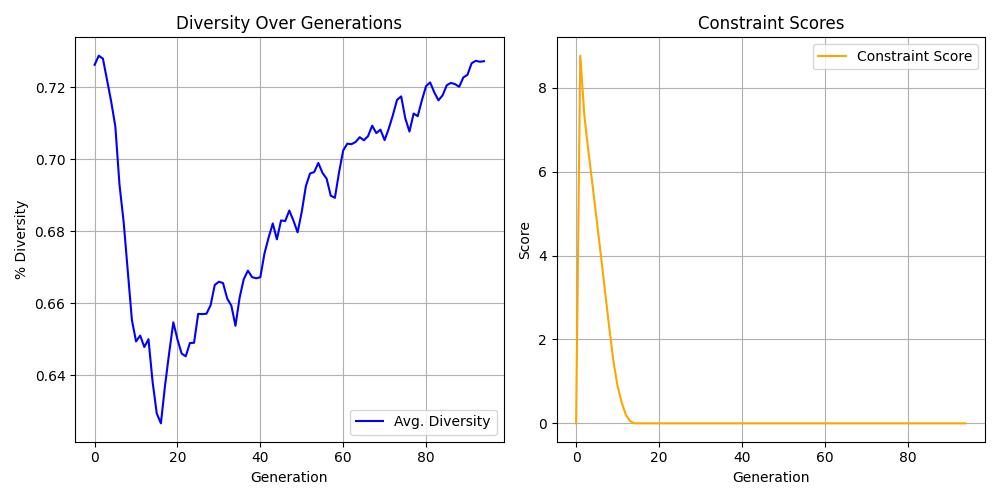 Diversity Over Generations
% Diversity
0.72
0.70
0.68
0.66
0.64
0
20
40
60
80
Generation
Avg. Diversity
Constraint Scores
Score
8
6
4
2
0
0
20
40
60
80
Generation
Constraint Score